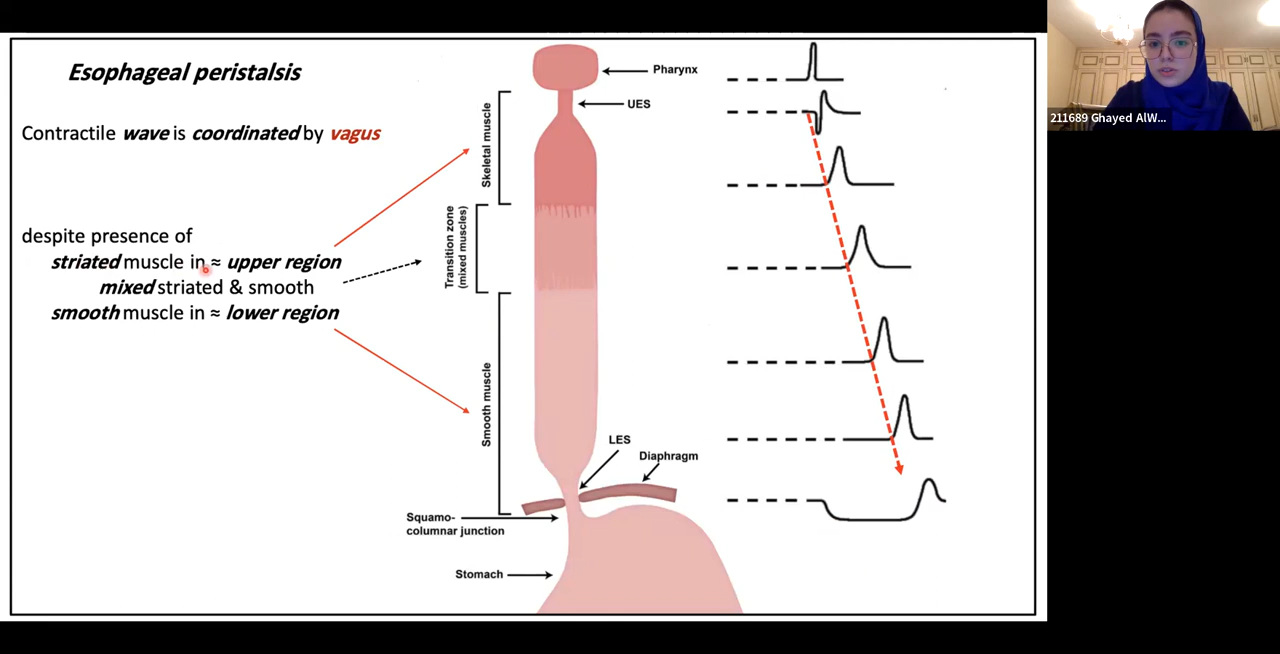 Esophageal peristalsis
Contractile wave is coordinated by vagus
despite presence of
striated muscle in ≈ upper region
mixed striated & smooth
smooth muscle in ≈ lower region
Pharynx
UES
Skeletal muscle
Transition zone
(mixed muscles)
Smooth muscle
LES
Diaphragm
Squamo-
columnar junction
Stomach
211689 Ghayed AlW...